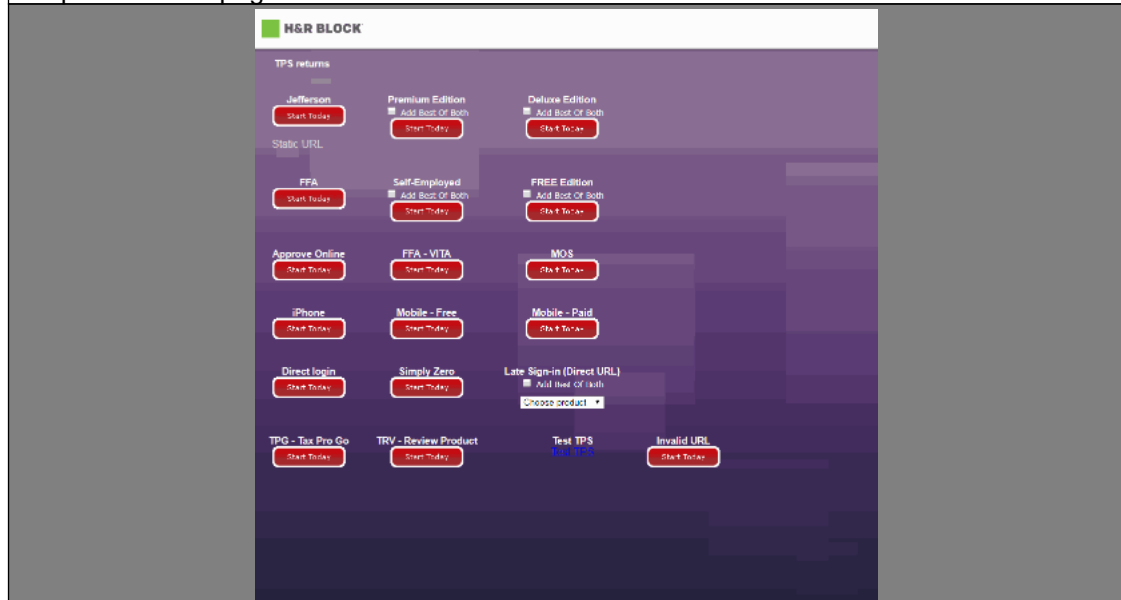 H&R BLOCK
TPS returns
Jefferson Premium Edition Deluxe Edition
Add Best Of Both Add Best Of Both
Start Today Start Today Start Today
Static URL
FFA Self-Employed FREE Edition
Add Best Of Both Add Best Of Both
Start Today Start Today Start Today
Approve Online FFA - VITA MOS
Start Today Start Today Start Today
iPhone Mobile - Free Mobile - Paid
Start Today Start Today Start Today
Direct login Simply Zero Late Sign-in (Direct URL)
Add Best Of Both
Start Today Start Today
Choose product
TPG - Tax Pro Go TRV - Review Product Test TPS Invalid URL
Start Today Start Today Test TPS Start Today